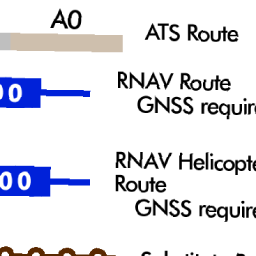 A0
ATS Route
00
RNAV Route
GNSS require
RNAV Helicopte
00
Route
GNSS require